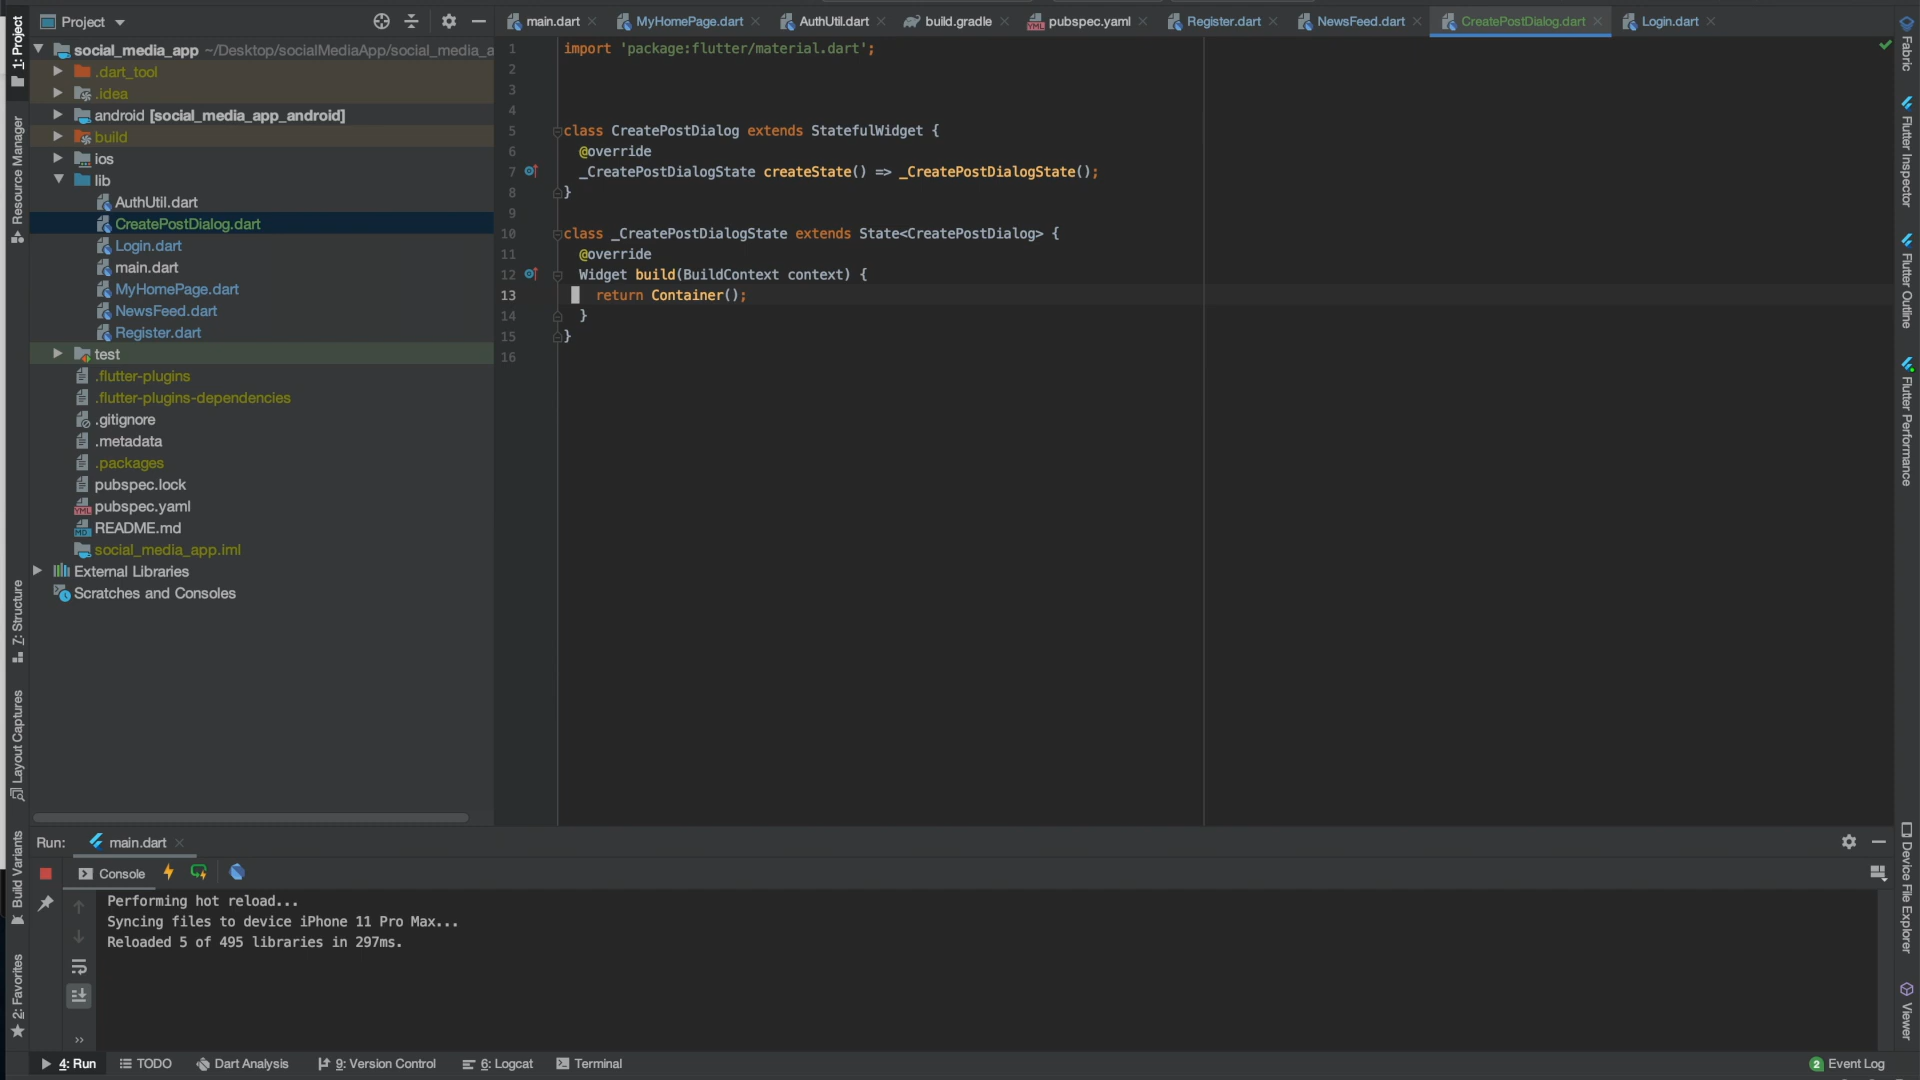 1: Project
Project
social_media_app ~/Desktop/socialMediaApp/social_media_a
.dart_tool
.idea
android [social_media_app_android]
build
ios
lib
AuthUtil.dart
CreatePostDialog.dart
Login.dart
main.dart
MyHomePage.dart
NewsFeed.dart
Register.dart
test
.flutter-plugins
.flutter-plugins-dependencies
.gitignore
.metadata
.packages
pubspec.lock
pubspec.yaml
README.md
social_media_app.iml
External Libraries
Scratches and Consoles
Resource Manager
7: Structure
Layout Captures
Build Variants
2: Favorites
main.dart
MyHomePage.dart
AuthUtil.dart
build.gradle
pubspec.yaml
Register.dart
NewsFeed.dart
CreatePostDialog.dart
Login.dart
1 import 'package:flutter/material.dart';
2
3
4
5 class CreatePostDialog extends StatefulWidget {
6 @override
7 _CreatePostDialogState createState() => _CreatePostDialogState();
8 }
9
10 class _CreatePostDialogState extends State<CreatePostDialog> {
11 @override
12 Widget build(BuildContext context) {
13 return Container();
14 }
15 }
16
Fabric
Flutter Inspector
Flutter Outline
Flutter Performance
Device File Explorer
Viewer
Run: main.dart
Console
Performing hot reload...
Syncing files to device iPhone 11 Pro Max...
Reloaded 5 of 495 libraries in 297ms.
4: Run
TODO
Dart Analysis
9: Version Control
6: Logcat
Terminal
2 Event Log